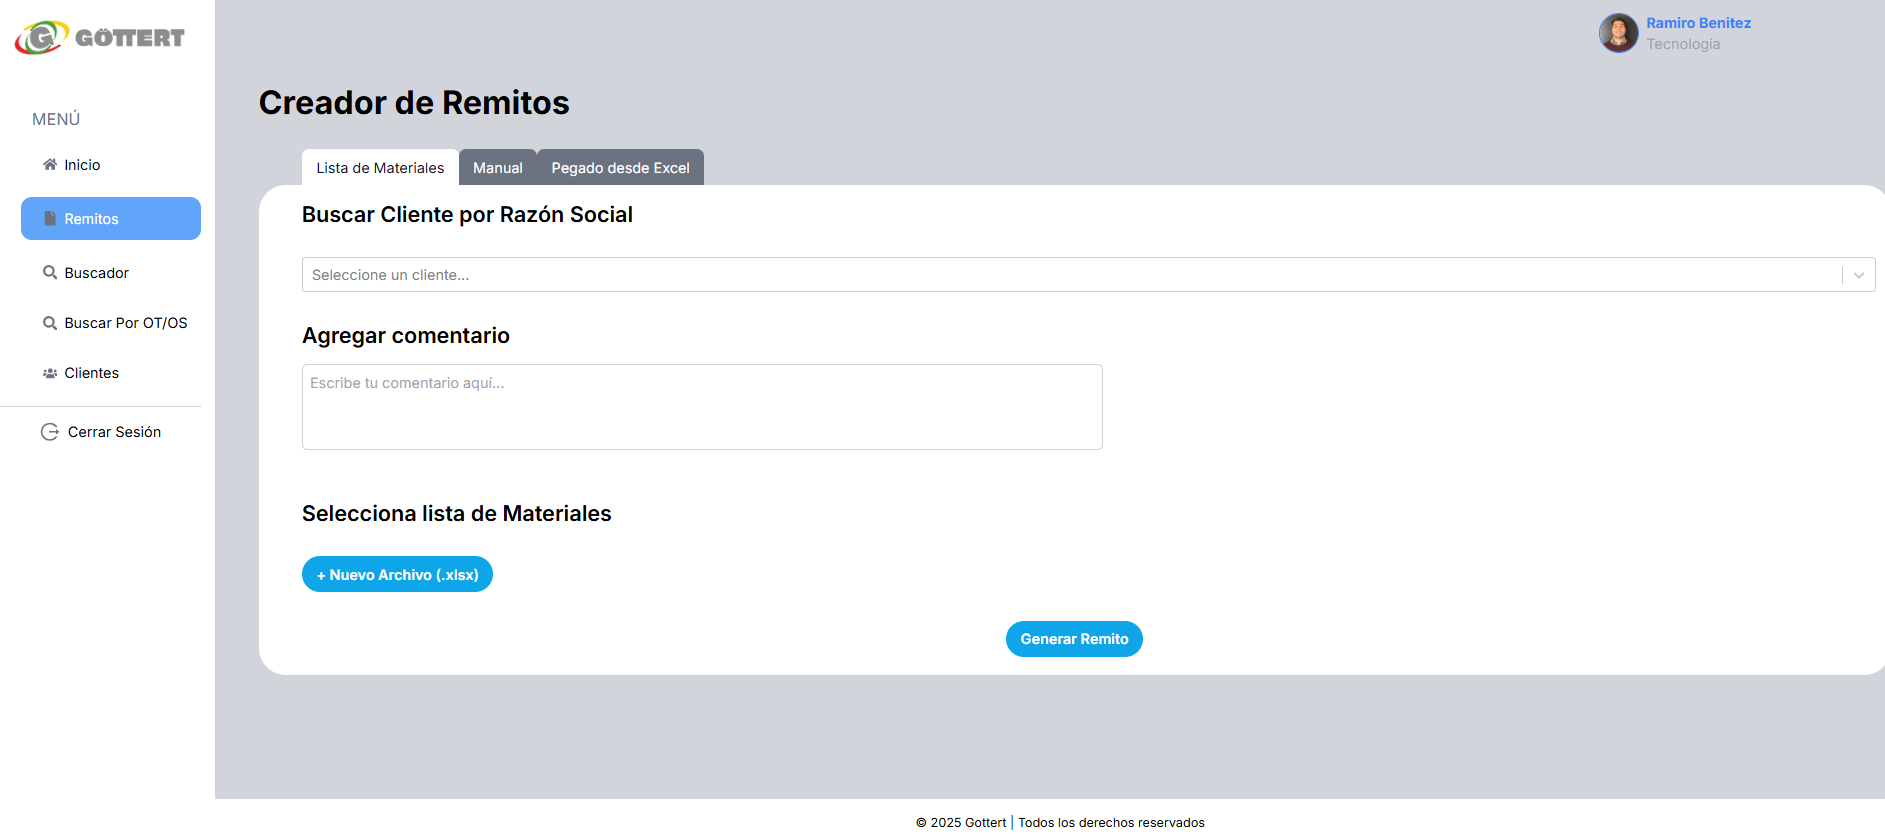 GÖTTERT
Ramiro Benitez
Tecnología
MENÚ
Inicio
Remitos
Buscador
Buscar Por OT/OS
Clientes
Cerrar Sesión
Creador de Remitos
Lista de Materiales
Manual
Pegado desde Excel
Buscar Cliente por Razón Social
Seleccione un cliente...
Agregar comentario
Escribe tu comentario aquí...
Selecciona lista de Materiales
+ Nuevo Archivo (.xlsx)
Generar Remito
© 2025 Gottert | Todos los derechos reservados